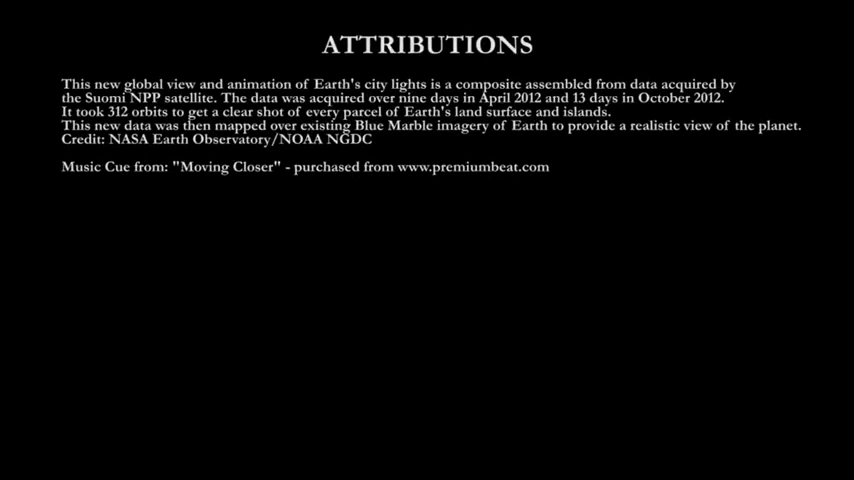 ATTRIBUTIONS
This new global view and animation of Earth's city lights is a composite assembled from data acquired by
the Suomi NPP satellite. The data was acquired over nine days in April 2012 and 13 days in October 2012.
It took 312 orbits to get a clear shot of every parcel of Earth's land surface and islands.
This new data was then mapped over existing Blue Marble imagery of Earth to provide a realistic view of the planet.
Credit: NASA Earth Observatory/NOAA NGDC
Music Cue from: "Moving Closer" - purchased from www.premiumbeat.com